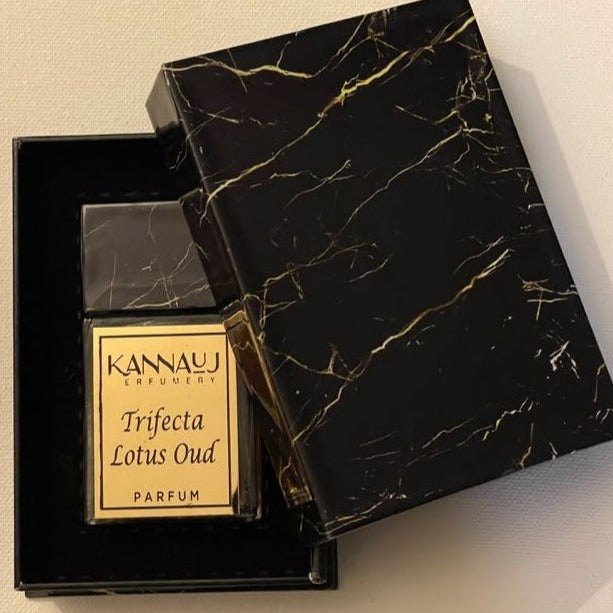 KANNAUJ
ERFUMERY
Trifecta
Lotus Oud
PARFUM